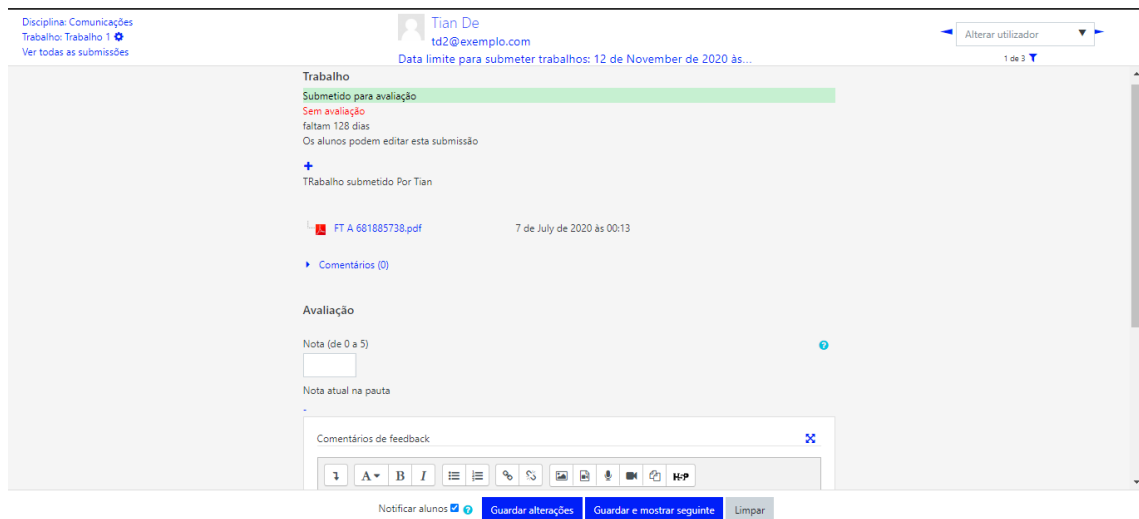 Disciplina: Comunicações
Trabalho: Trabalho 1
Ver todas as submissões
Tian De
td2@exemplo.com
Data limite para submeter trabalhos: 12 de November de 2020 às...
Alterar utilizador
1 de 3
Trabalho
Submetido para avaliação
Sem avaliação
faltam 128 dias
Os alunos podem editar esta submissão
TRabalho submetido Por Tian
FT A 681885738.pdf 7 de July de 2020 às 00:13
Comentários (0)
Avaliação
Nota (de 0 a 5)
Nota atual na pauta
-
Comentários de feedback
A B I H-P
Notificar alunos Guardar alterações Guardar e mostrar seguinte Limpar